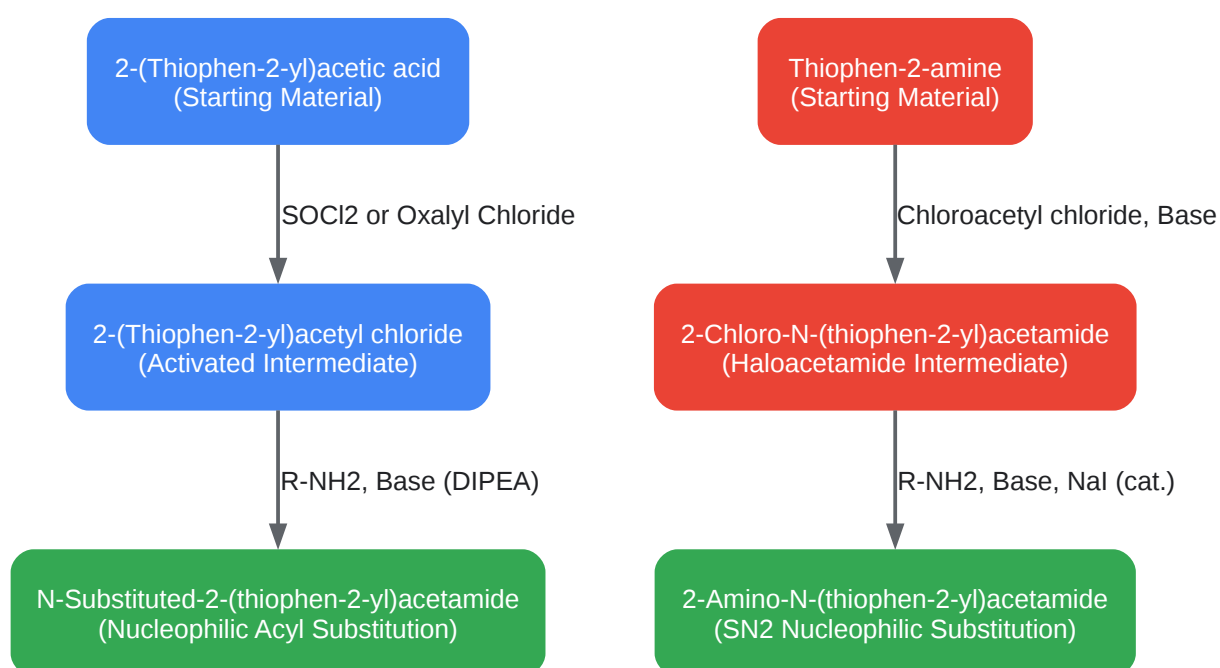 2-(Thiophen-2-yl)acetic acid
(Starting Material)
Thiophen-2-amine
(Starting Material)
SOCl2 or Oxalyl Chloride
Chloroacetyl chloride, Base
2-(Thiophen-2-yl)acetyl chloride
(Activated Intermediate)
2-Chloro-N-(thiophen-2-yl)acetamide
(Haloacetamide Intermediate)
R-NH2, Base (DIPEA)
R-NH2, Base, NaI (cat.)
N-Substituted-2-(thiophen-2-yl)acetamide
(Nucleophilic Acyl Substitution)
2-Amino-N-(thiophen-2-yl)acetamide
(SN2 Nucleophilic Substitution)